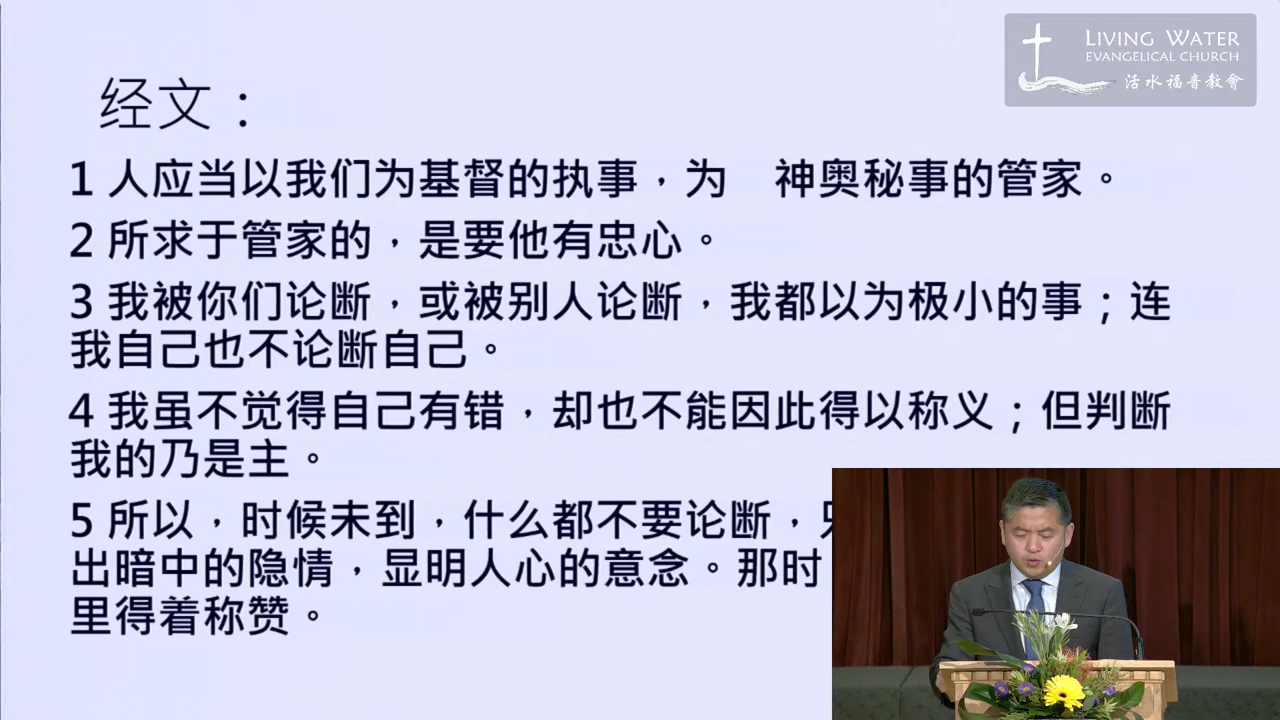 LIVING WATER
EVANGELICAL CHURCH
活水福音教會
经文：
1 人应当以我们为基督的执事，为　神奥秘事的管家。
2 所求于管家的，是要他有忠心。
3 我被你们论断，或被别人论断，我都以为极小的事；连
我自己也不论断自己。
4 我虽不觉得自己有错，却也不能因此得以称义；但判断
我的乃是主。
5 所以，时候未到，什么都不要论断，
出暗中的隐情，显明人心的意念。那时
里得着称赞。